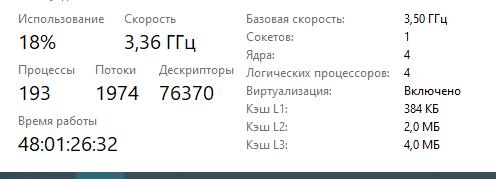 Использование Скорость
18% 3,36 ГГц
Процессы Потоки Дескрипторы
193 1974 76370
Время работы
48:01:26:32
Базовая скорость: 3,50 ГГц
Сокетов: 1
Ядра: 4
Логических процессоров: 4
Виртуализация: Включено
Кэш L1: 384 КБ
Кэш L2: 2,0 МБ
Кэш L3: 4,0 МБ